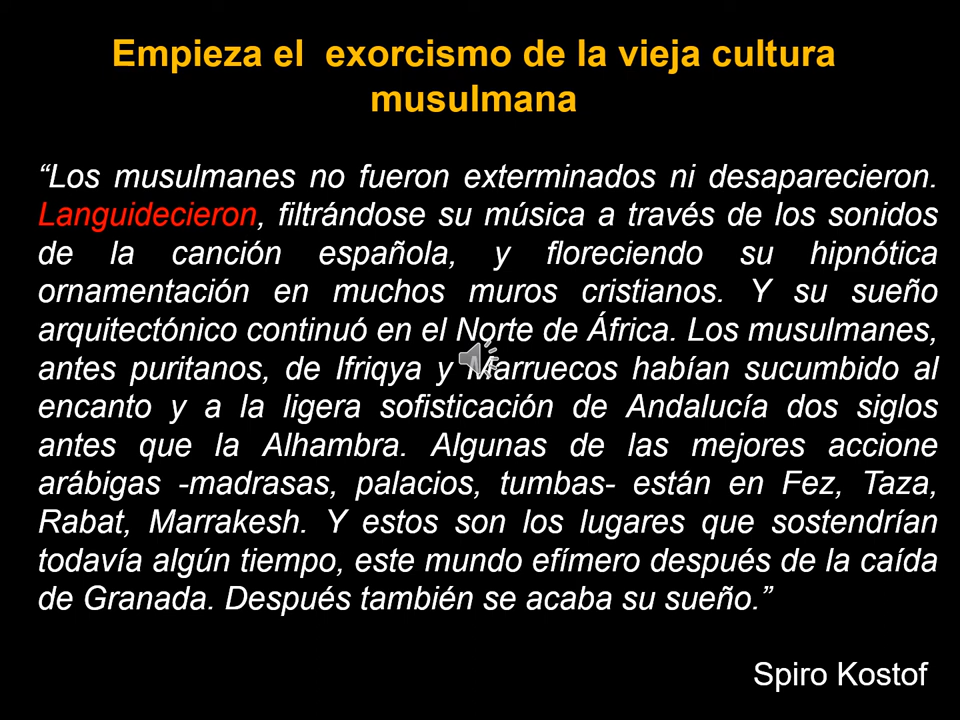 Empieza el exorcismo de la vieja cultura
musulmana
“Los musulmanes no fueron exterminados ni desaparecieron.
Languidecieron, filtrándose su música a través de los sonidos
de la canción española, y floreciendo su hipnótica
ornamentación en muchos muros cristianos. Y su sueño
arquitectónico continuó en el Norte de África. Los musulmanes,
antes puritanos, de Ifriqya y Marruecos habían sucumbido al
encanto y a la ligera sofisticación de Andalucía dos siglos
antes que la Alhambra. Algunas de las mejores accione
arábigas -madrasas, palacios, tumbas- están en Fez, Taza,
Rabat, Marrakesh. Y estos son los lugares que sostendrían
todavía algún tiempo, este mundo efímero después de la caída
de Granada. Después también se acaba su sueño.”
Spiro Kostof